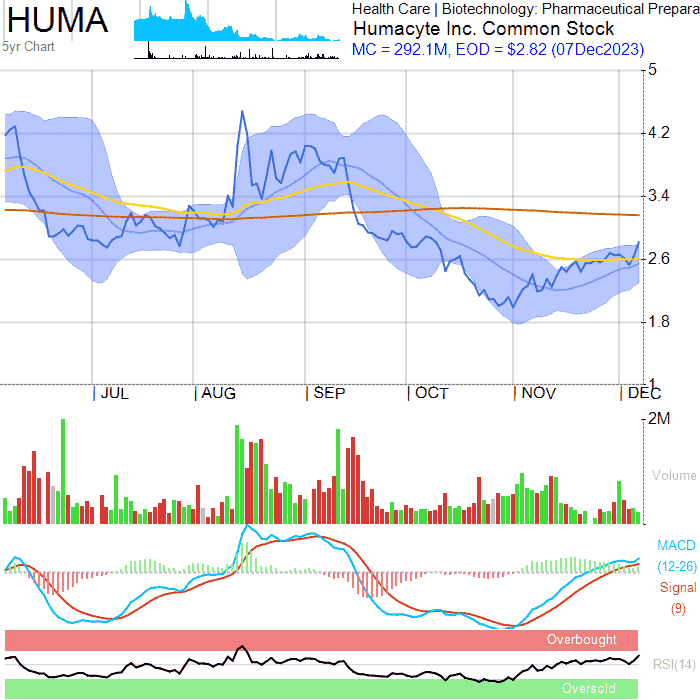 HUMA
5yr Chart
Health Care | Biotechnology: Pharmaceutical Prepara
Humacyte Inc. Common Stock
MC = 292.1M, EOD = $2.82 (07Dec2023)
5
4.2
3.4
2.6
1.8
1
| JUL | AUG | SEP | OCT | NOV | DEC
2M
Volume
MACD
(12-26)
Signal
(9)
Overbought
RSI(14)
Oversold